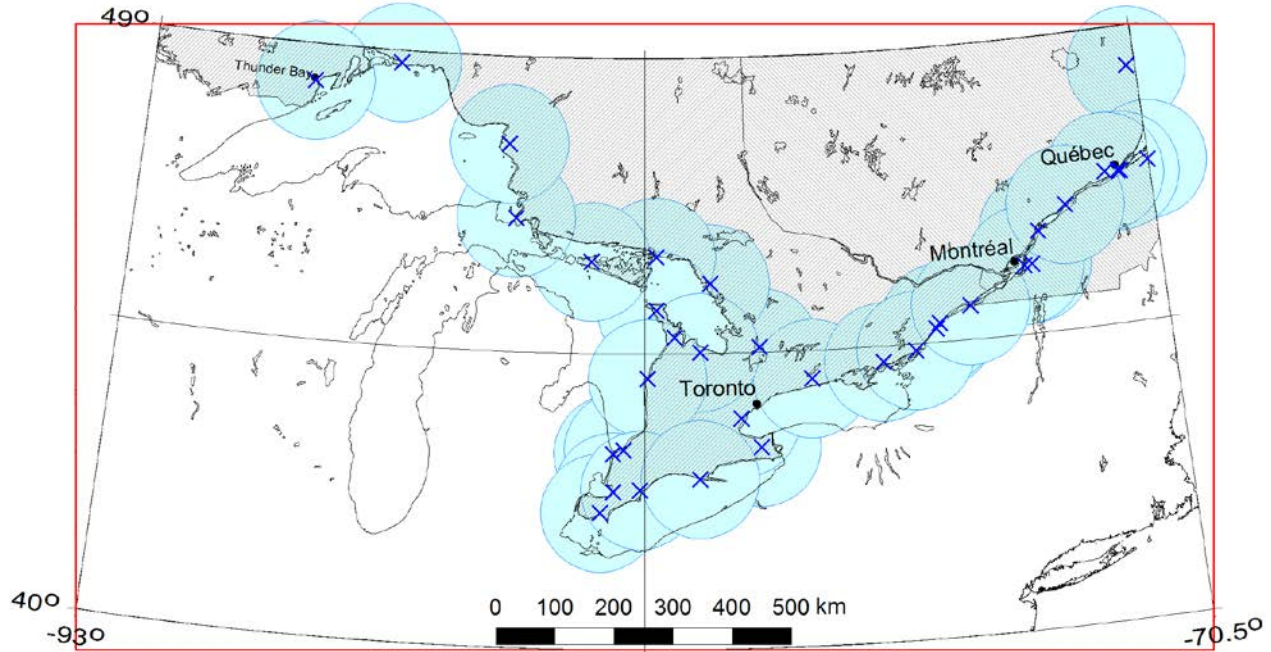 49º
Thunder Bay
Québec
Montréal
Toronto
40º
-93º
0 100 200 300 400 500 km
-70.5º